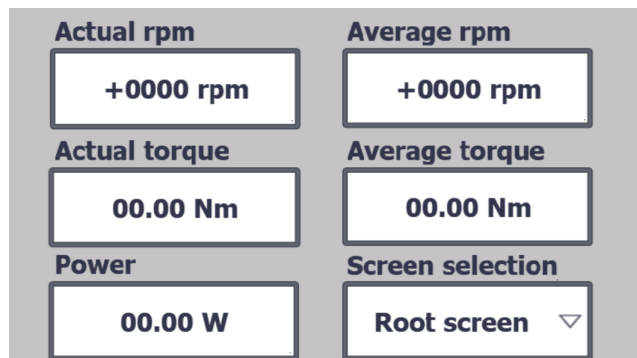 Actual rpm
Average rpm
+0000 rpm
+0000 rpm
Actual torque
Average torque
00.00 Nm
00.00 Nm
Power
Screen selection
00.00 W
Root screen